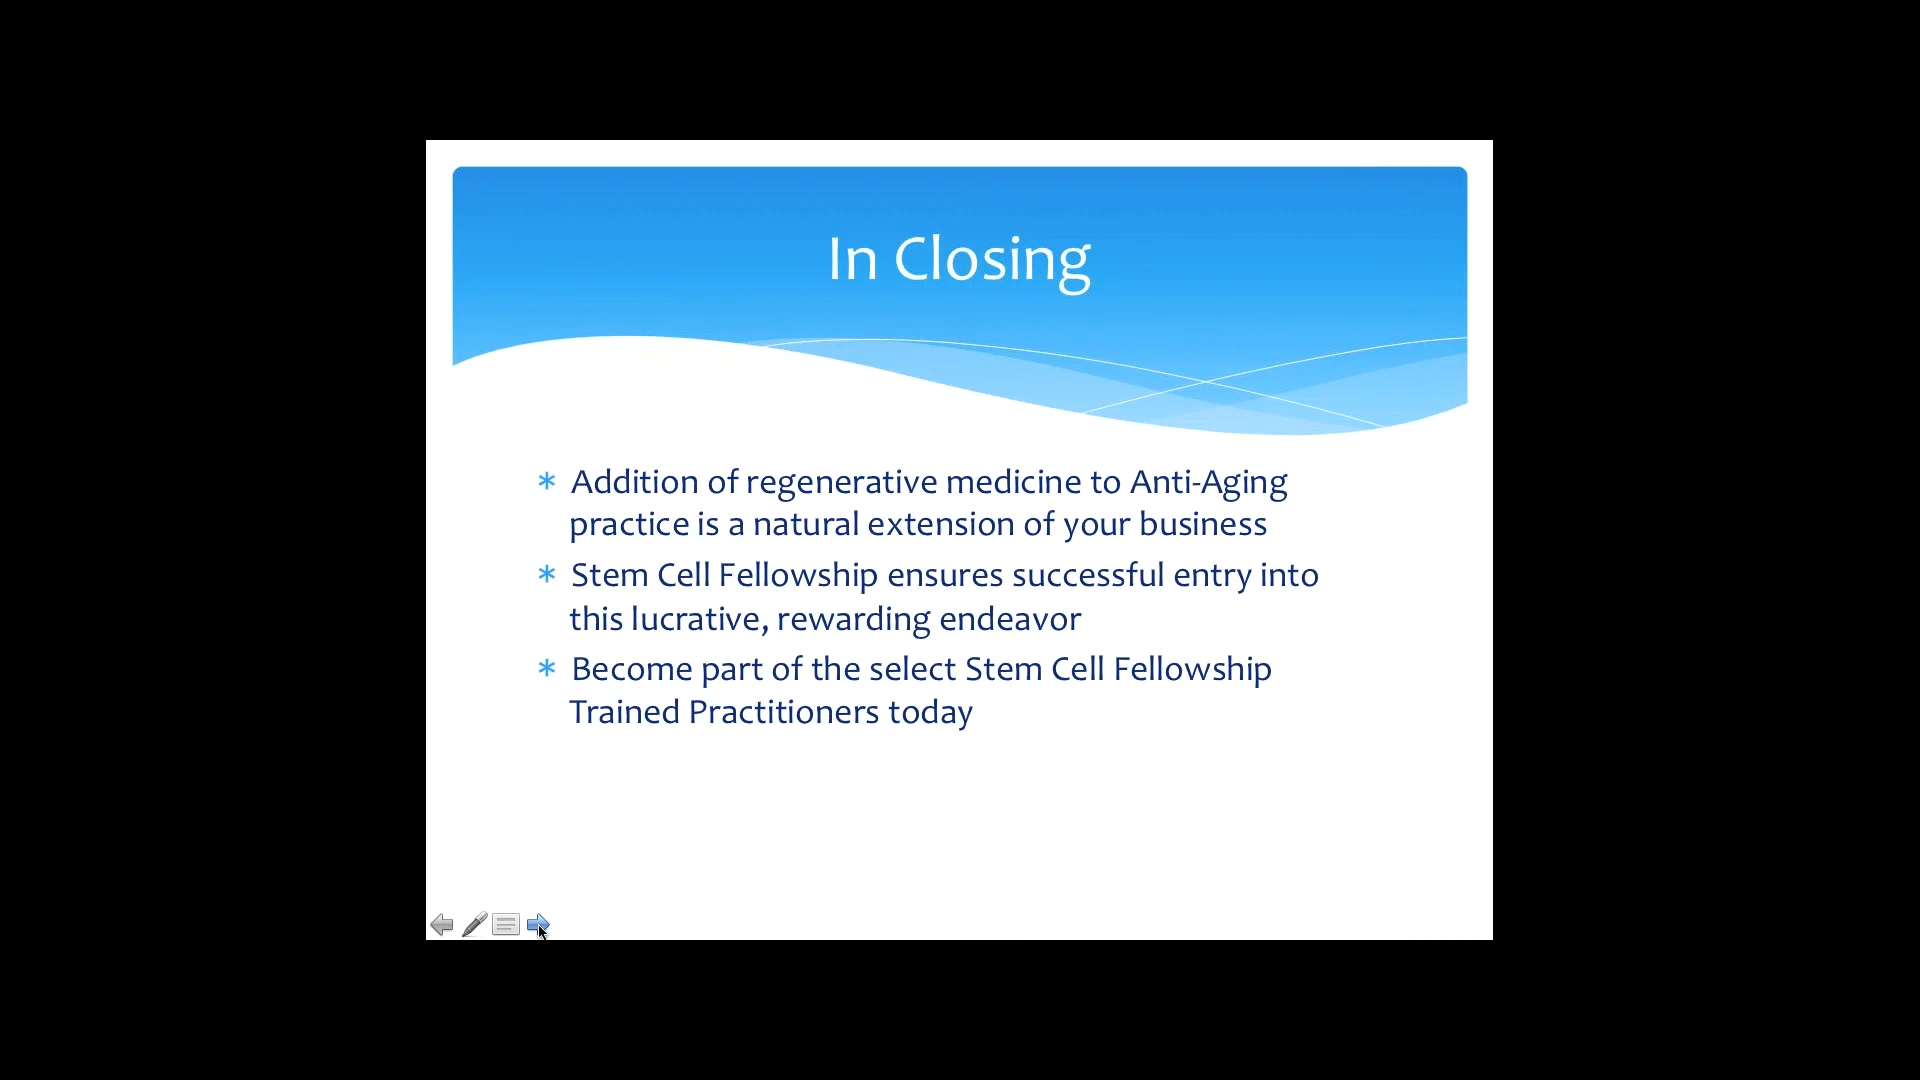 In Closing
* Addition of regenerative medicine to Anti-Aging
practice is a natural extension of your business
* Stem Cell Fellowship ensures successful entry into
this lucrative, rewarding endeavor
* Become part of the select Stem Cell Fellowship
Trained Practitioners today